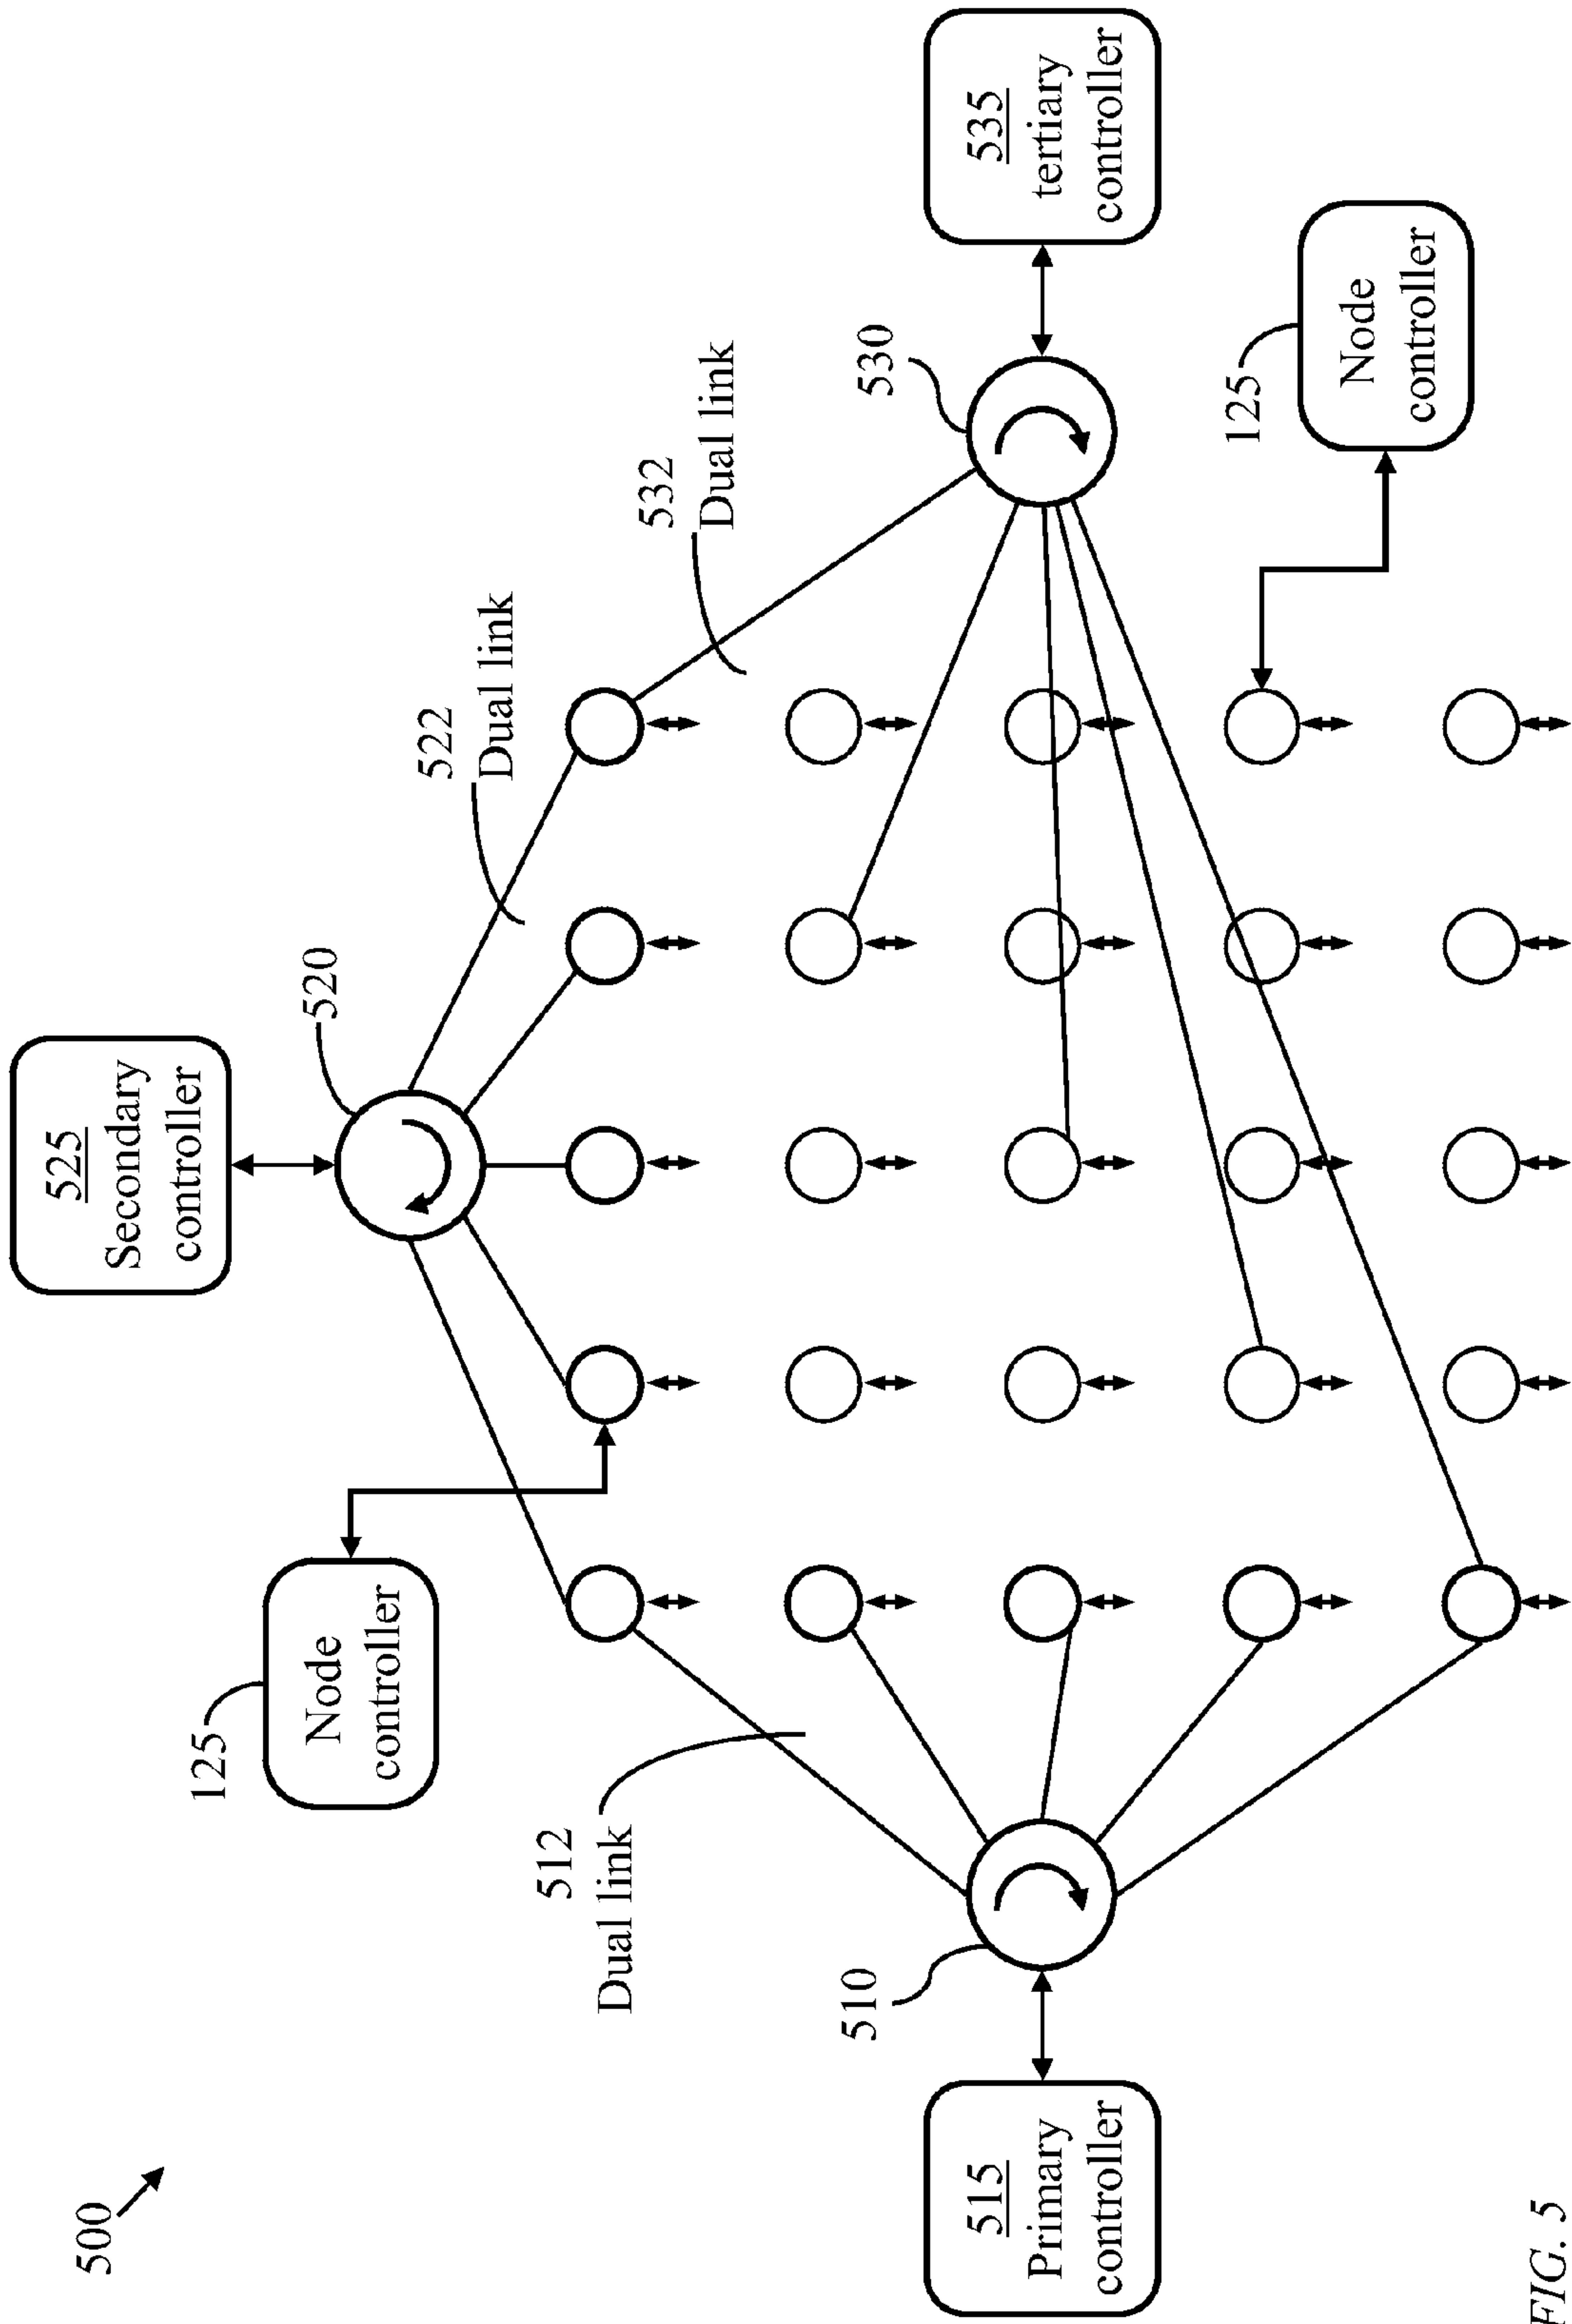 500
525
Secondary
controller
520
522
Dual link
532
Dual link
125
Node
controller
512
Dual link
510
515
Primary
controller
530
535
tertiary
controller
125
Node
controller
FIG. 5